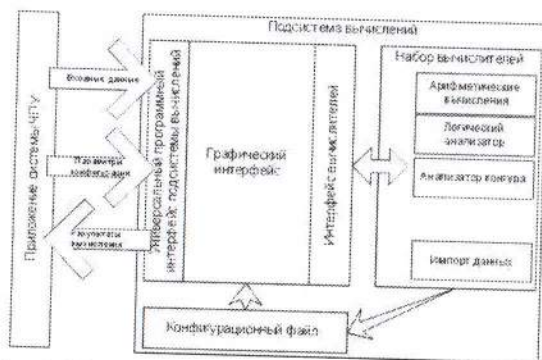 Подсистема вычислений
Приложение системы ЧПУ
Входные данные
Параметры
конфигурации
Результаты
вычисления
Универсальный программный
интерфейс подсистемы вычислений
Графический
интерфейс
Интерфейс вычислителей
Набор вычислителей
Арифметические
вычисления
Логический
анализатор
Анализатор контура
Импорт данных
Конфигурационный файл